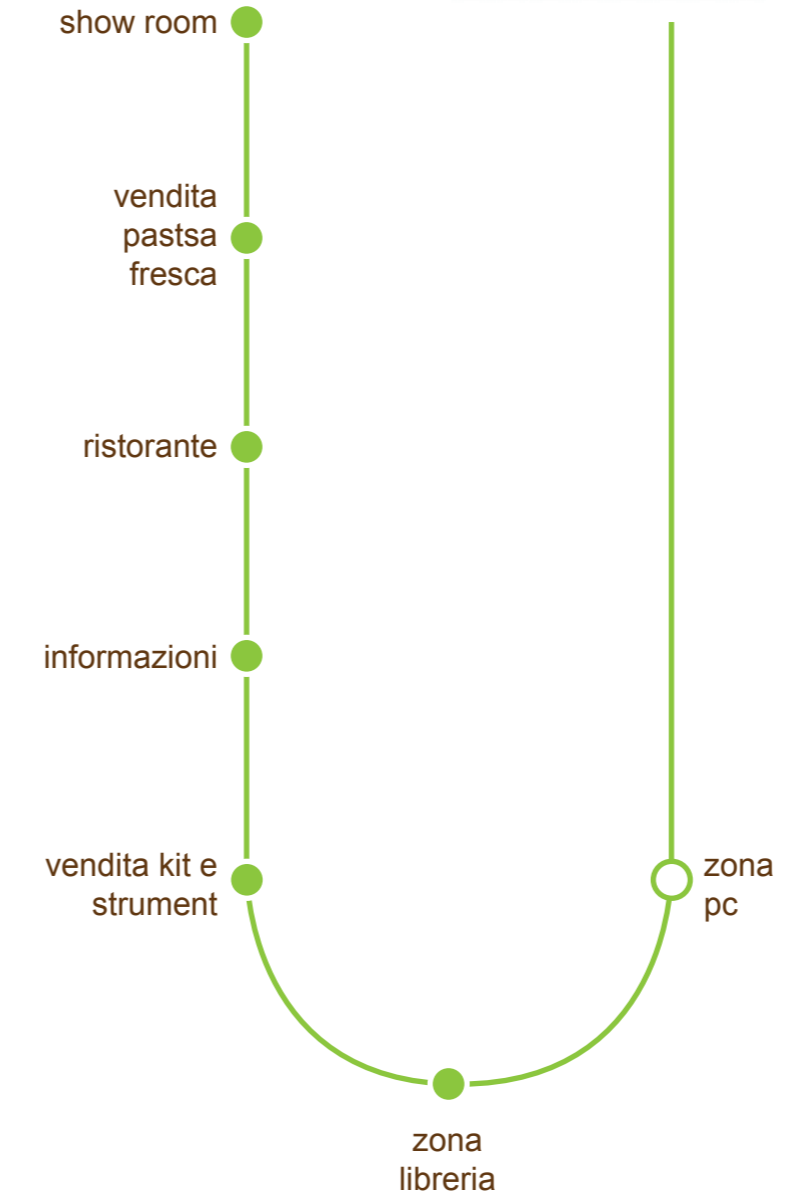 show room
vendita
pastsa
fresca
ristorante
informazioni
vendita kit e
strument
zona
pc
zona
libreria